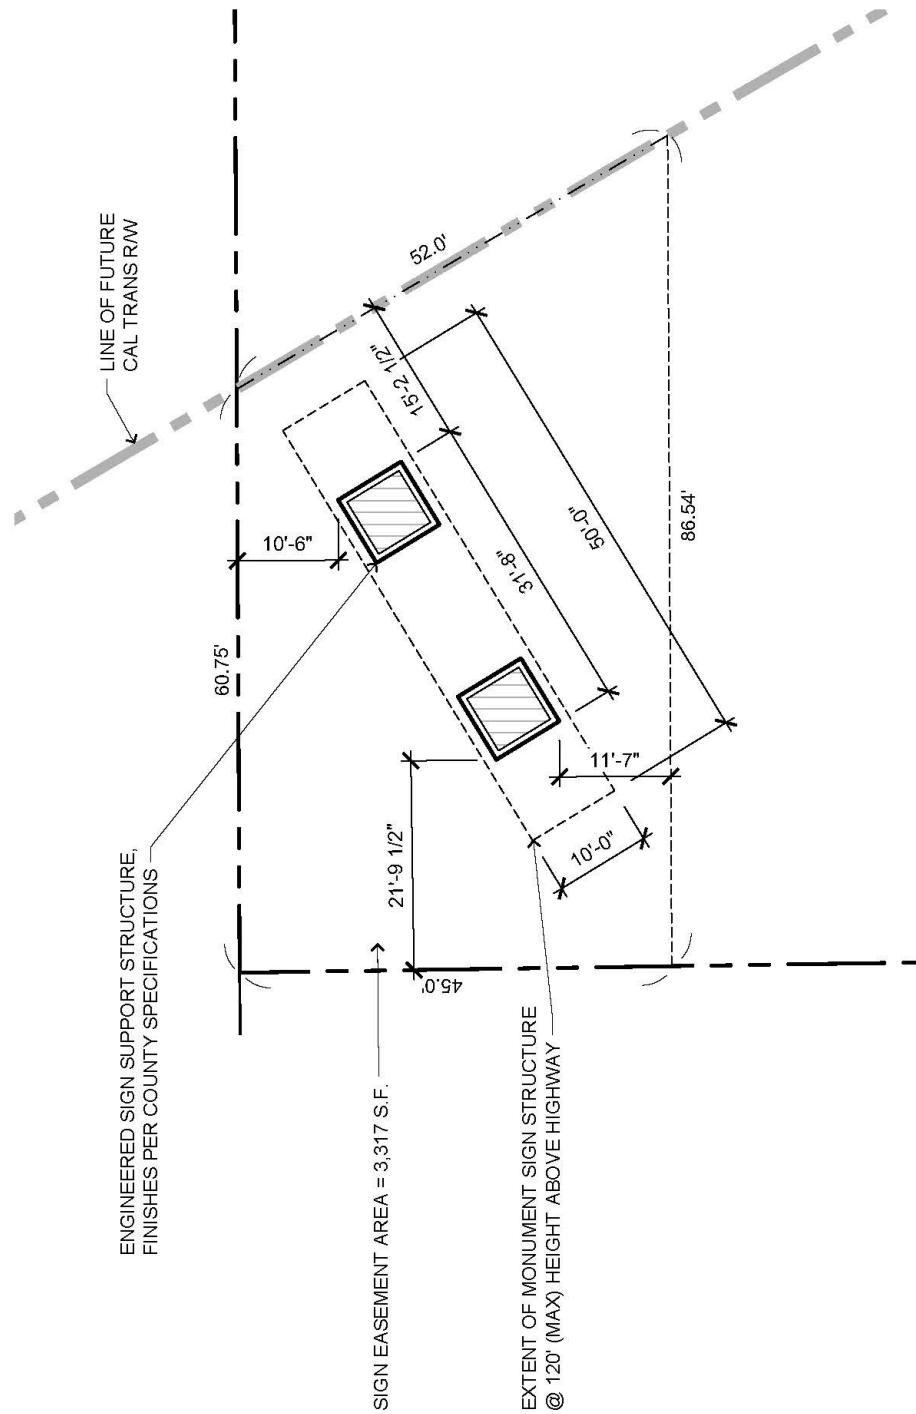 LINE OF FUTURE
CAL TRANS R/W
52.0'
15'-2 1/2"
10'-6"
60.75'
31'-8"
50'-0"
86.54'
11'-7"
21'-9 1/2"
10'-0"
45.0'
ENGINEERED SIGN SUPPORT STRUCTURE,
FINISHES PER COUNTY SPECIFICATIONS
SIGN EASEMENT AREA = 3,317 S.F.
EXTENT OF MONUMENT SIGN STRUCTURE
@ 120' (MAX) HEIGHT ABOVE HIGHWAY